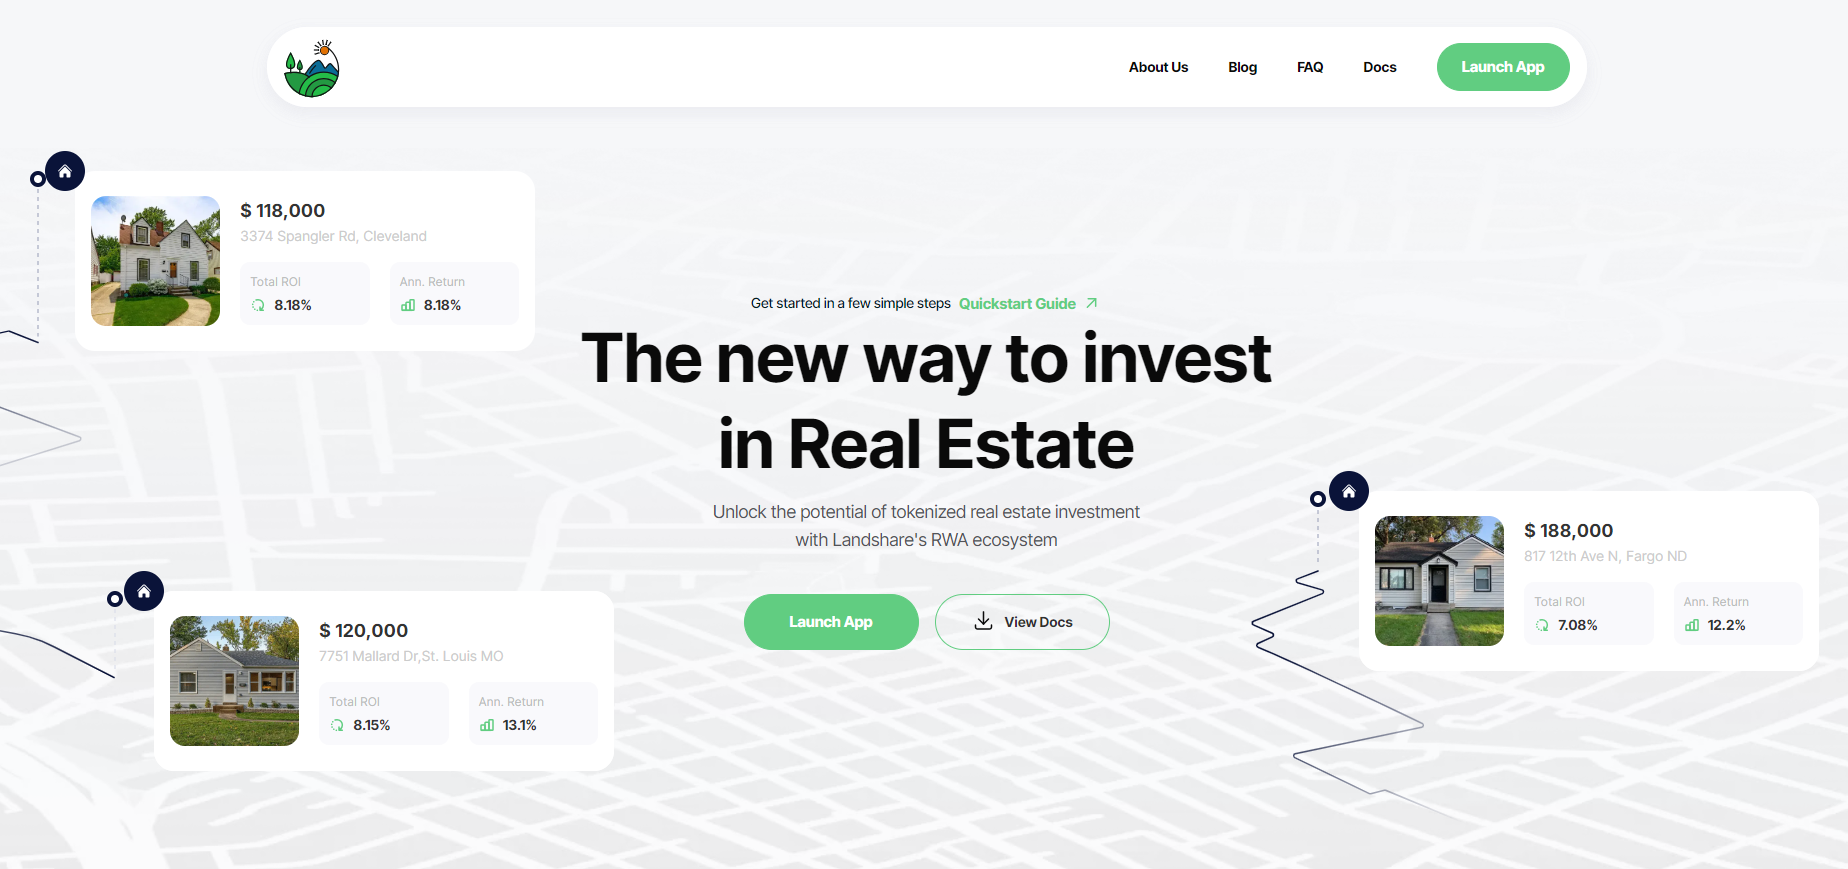 About Us
Blog
FAQ
Docs
Launch App
$ 118,000
3374 Spangler Rd, Cleveland
Total ROI
Ann. Return
8.18%
8.18%
Get started in a few simple steps Quickstart Guide
The new way to invest
in Real Estate
Unlock the potential of tokenized real estate investment
with Landshare's RWA ecosystem
Launch App
View Docs
$ 120,000
7751 Mallard Dr,St. Louis MO
Total ROI
Ann. Return
8.15%
13.1%
$ 188,000
817 12th Ave N, Fargo ND
Total ROI
Ann. Return
7.08%
12.2%